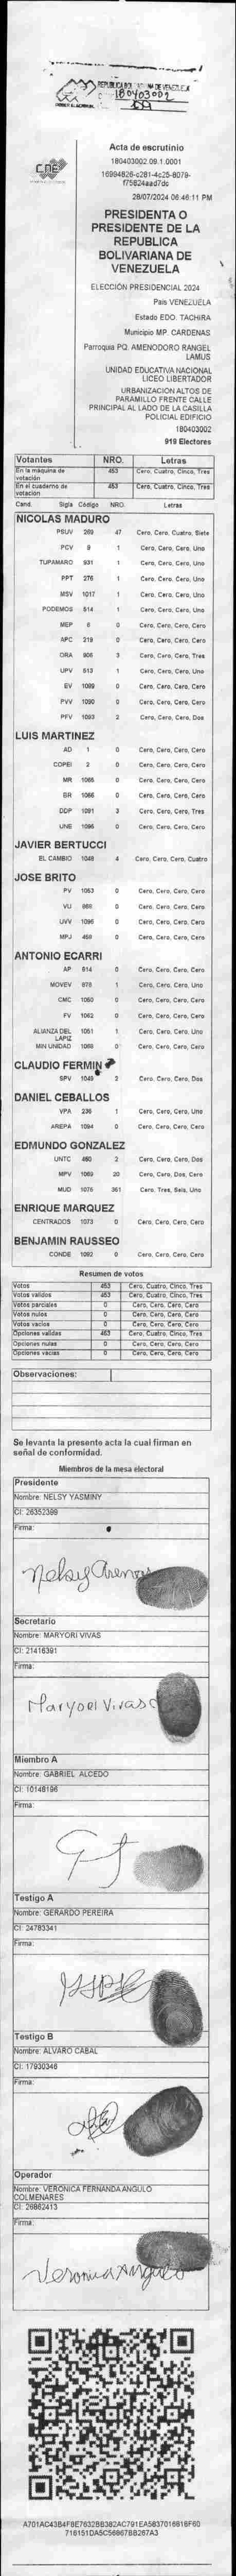 REPUBLICA BOLIVARIANA DE VENEZUELA
PODER ELECTORAL
180403002
CNE
Acta de escrutinio
180403002.09.1.0001
28/07/2024 06:46:11 PM
PRESIDENTA O
PRESIDENTE DE LA
REPUBLICA
BOLIVARIANA DE
VENEZUELA
ELECCIÓN PRESIDENCIAL 2024
Pais VENEZUELA
Estado EDO. TACHIRA
Municipio MP. CARDENAS
Parroquia PQ. AMENODORO RANGEL
LAMUS
UNIDAD EDUCATIVA NACIONAL
LICEO LIBERTADOR
URBANIZACION ALTOS DE
PARAMILLO FRENTE CALLE
PRINCIPAL AL LADO DE LA CASILLA
POLICIAL EDIFICIO
180403002
919 Electores
Votantes NRO. Letras
En la maquina de votación 453 Cero, Cuatro, Cinco, Tres
En el cuaderno de votación 453 Cero, Cuatro, Cinco, Tres
Cand. Sigla Código NRO. Letras
NICOLAS MADURO
PSUV 269 47 Cero, Cero, Cuatro, Siete
PCV 9 1 Cero, Cero, Cero, Uno
TUPAMARO 931 1 Cero, Cero, Cero, Uno
PPT 276 1 Cero, Cero, Cero, Uno
MSV 1017 1 Cero, Cero, Cero, Uno
PODEMOS 514 1 Cero, Cero, Cero, Uno
MEP 6 0 Cero, Cero, Cero, Cero
APC 219 0 Cero, Cero, Cero, Cero
ORA 906 3 Cero, Cero, Cero, Tres
UPV 613 1 Cero, Cero, Cero, Uno
EV 1089 0 Cero, Cero, Cero, Cero
PVV 1090 0 Cero, Cero, Cero, Cero
PFV 1093 2 Cero, Cero, Cero, Dos
LUIS MARTINEZ
AD 1 0 Cero, Cero, Cero, Cero
COPEI 2 0 Cero, Cero, Cero, Cero
MR 1065 0 Cero, Cero, Cero, Cero
BR 1066 0 Cero, Cero, Cero, Cero
DDP 1091 3 Cero, Cero, Cero, Tres
UNE 1095 0 Cero, Cero, Cero, Cero
JAVIER BERTUCCI
EL CAMBIO 1048 4 Cero, Cero, Cero, Cuatro
JOSE BRITO
PV 1053 0 Cero, Cero, Cero, Cero
VU 868 0 Cero, Cero, Cero, Cero
UVV 1096 0 Cero, Cero, Cero, Cero
MPJ 468 0 Cero, Cero, Cero, Cero
ANTONIO ECARRI
AP 914 0 Cero, Cero, Cero, Cero
MOVEV 878 1 Cero, Cero, Cero, Uno
CMC 1050 0 Cero, Cero, Cero, Cero
FV 1062 0 Cero, Cero, Cero, Cero
ALIANZA DEL LAPIZ 1051 1 Cero, Cero, Cero, Uno
MIN UNIDAD 1068 0 Cero, Cero, Cero, Cero
CLAUDIO FERMIN
SPV 1049 2 Cero, Cero, Cero, Dos
DANIEL CEBALLOS
VPA 236 1 Cero, Cero, Cero, Uno
AREPA 1094 0 Cero, Cero, Cero, Cero
EDMUNDO GONZALEZ
UNTC 460 2 Cero, Cero, Cero, Dos
MPV 1069 20 Cero, Cero, Dos, Cero
MUD 1076 361 Cero, Tres, Seis, Uno
ENRIQUE MARQUEZ
CENTRADOS 1073 0 Cero, Cero, Cero, Cero
BENJAMIN RAUSSEO
CONDE 1092 0 Cero, Cero, Cero, Cero
Resumen de votos
Votos 453 Cero, Cuatro, Cinco, Tres
Votos validos 453 Cero, Cuatro, Cinco, Tres
Votos parciales 0 Cero, Cero, Cero, Cero
Votos nulos 0 Cero, Cero, Cero, Cero
Votos vacios 0 Cero, Cero, Cero, Cero
Opciones validas 453 Cero, Cuatro, Cinco, Tres
Opciones nulas 0 Cero, Cero, Cero, Cero
Opciones vacias 0 Cero, Cero, Cero, Cero
Observaciones:
Se levanta la presente acta la cual firman en
señal de conformidad.
Miembros de la mesa electoral
Presidente
Nombre: NELSY YASMINY
CI: 26352399
Firma:
Nelsy Arenas
Secretario
Nombre: MARYORI VIVAS
CI: 21416391
Firma:
Maryori Vivas
Miembro A
Nombre: GABRIEL ALCEDO
CI: 10148196
Firma:
Testigo A
Nombre: GERARDO PEREIRA
CI: 24783341
Firma:
Testigo B
Nombre: ALVARO CABAL
CI: 17930346
Firma:
Operador
Nombre: VERONICA FERNANDA ANGULO
COLMENARES
CI: 26862413
Firma:
Veronica Angulo